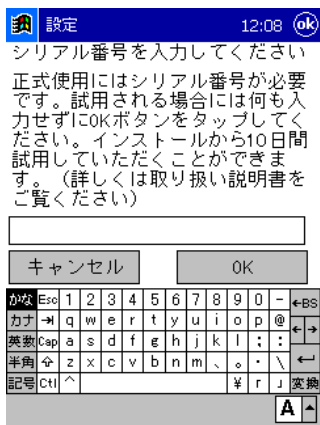 設定 12:08 ok
シリアル番号を入力してください
正式使用にはシリアル番号が必要
です。試用される場合には何も入
力せずにOKボタンをタップしてく
ださい。インストールから10日間
試用していただくことができま
す。（詳しくは取り扱い説明書を
ご覧ください）
キャンセル OK
かな Esc 1 2 3 4 5 6 7 8 9 0 - ←BS
カナ →| q w e r t y u i o p @ ← →
英数 Cap a s d f g h j k l ; :
半角 z x c v b n m 、 。 ・ \ ↵
記号 Ctl ^ ¥ 「 」 変換
A